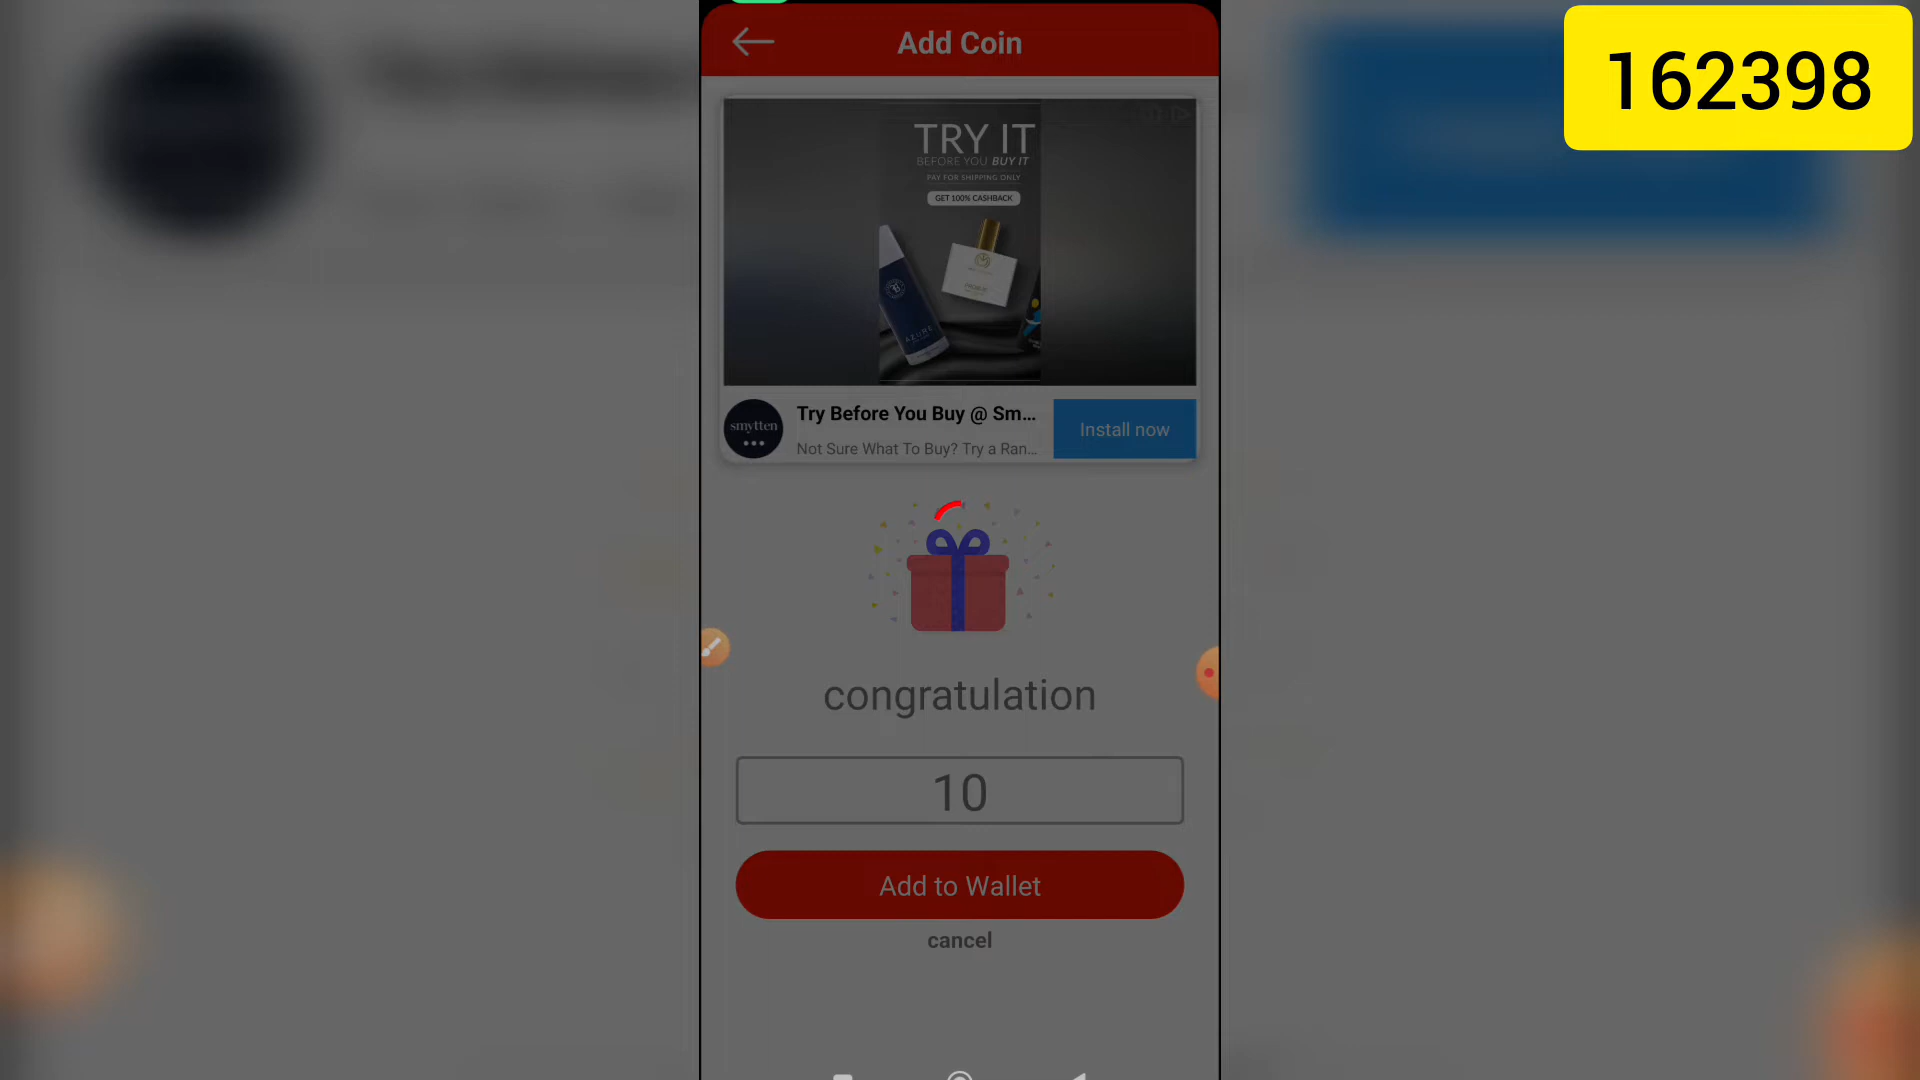 Add Coin
162398
TRY IT
BEFORE YOU BUY IT
PAY FOR SHIPPING ONLY
GET 100% CASHBACK
AZURE
smytten
Try Before You Buy @ Sm...
Not Sure What To Buy? Try a Ran...
Install now
congratulation
10
Add to Wallet
cancel